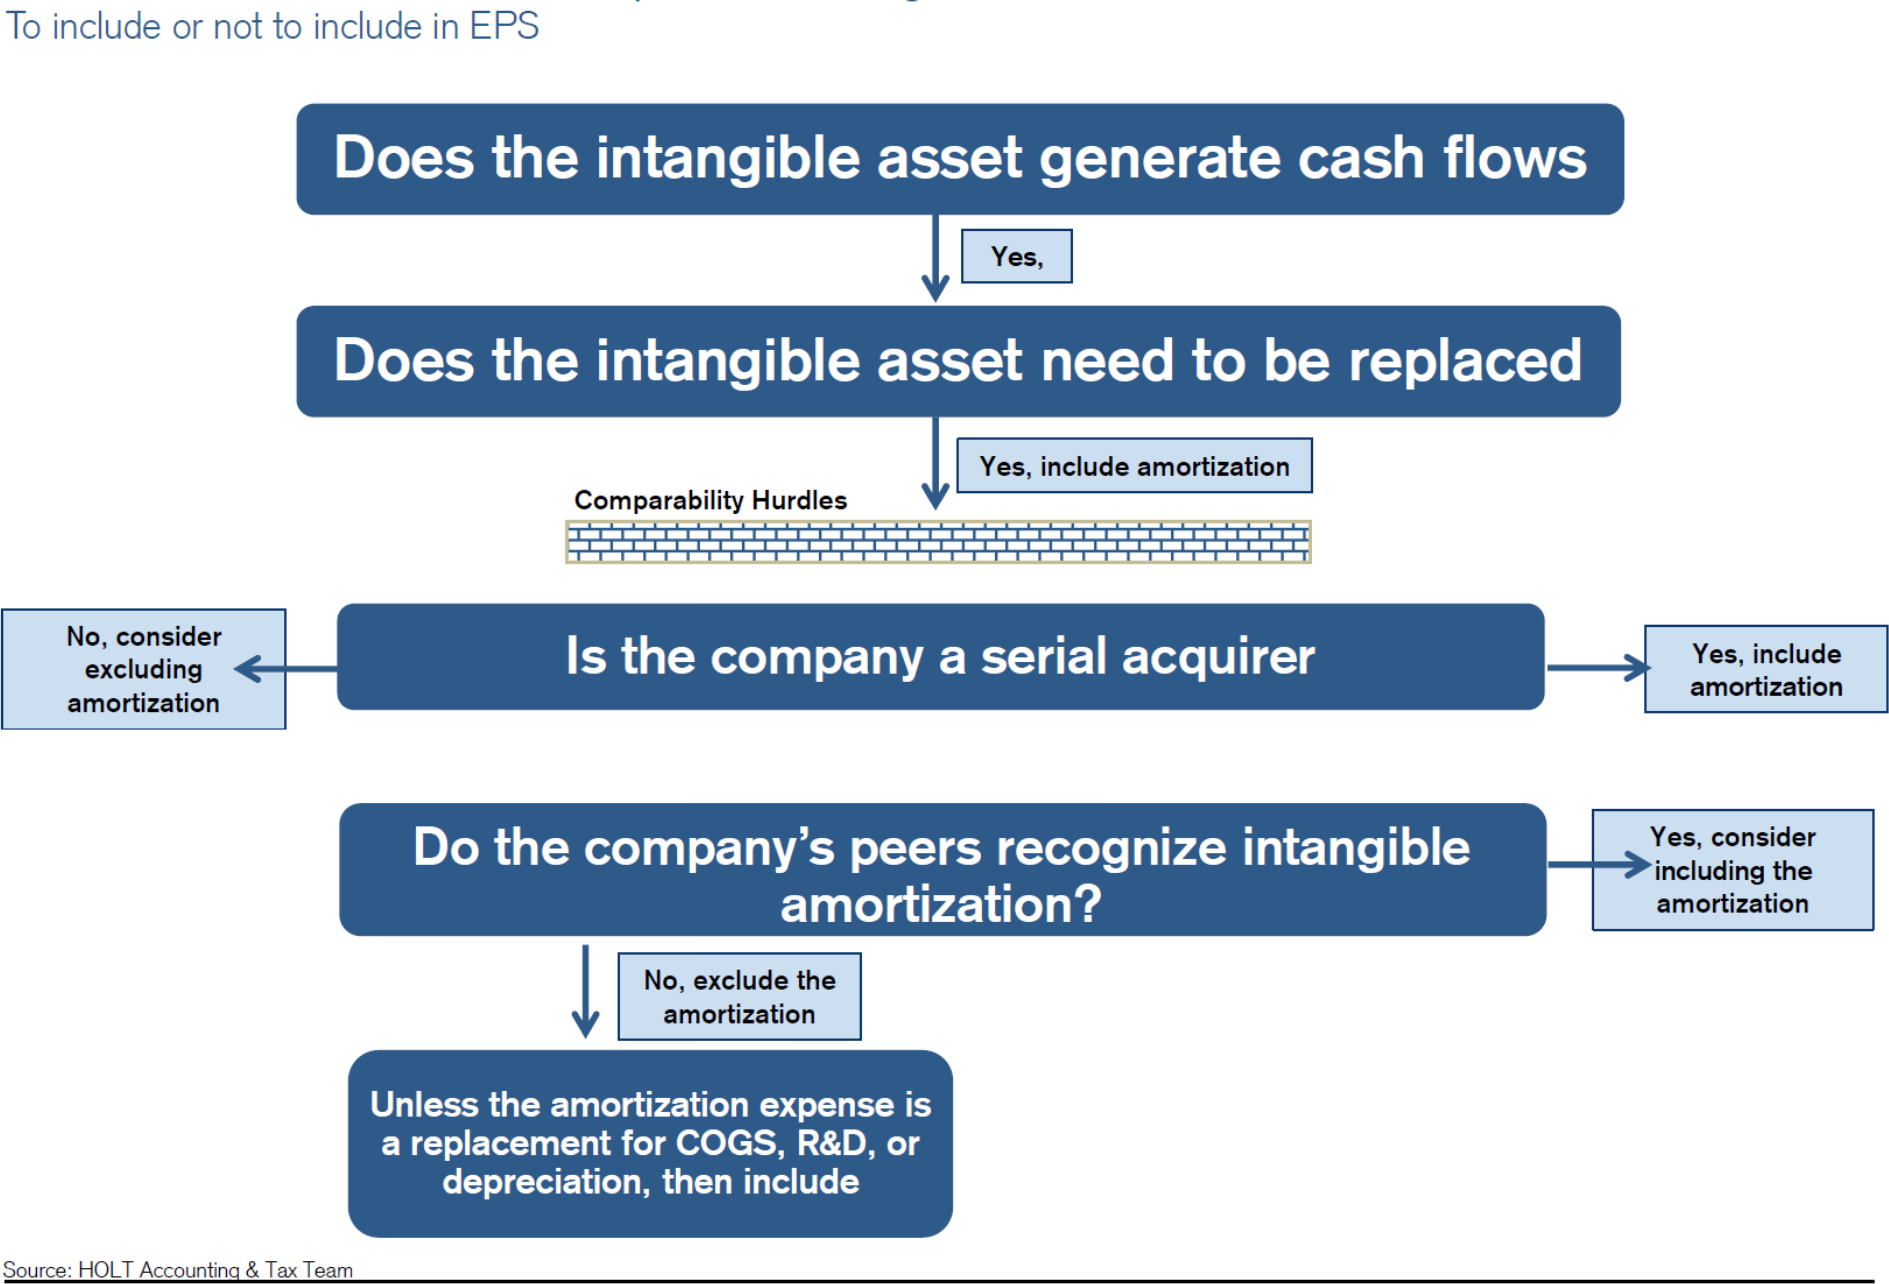 To include or not to include in EPS
Does the intangible asset generate cash flows
Yes,
Does the intangible asset need to be replaced
Yes, include amortization
Comparability Hurdles
No, consider
excluding
amortization
Is the company a serial acquirer
Yes, include
amortization
Do the company’s peers recognize intangible
amortization?
Yes, consider
including the
amortization
No, exclude the
amortization
Unless the amortization expense is
a replacement for COGS, R&D, or
depreciation, then include
Source: HOLT Accounting & Tax Team